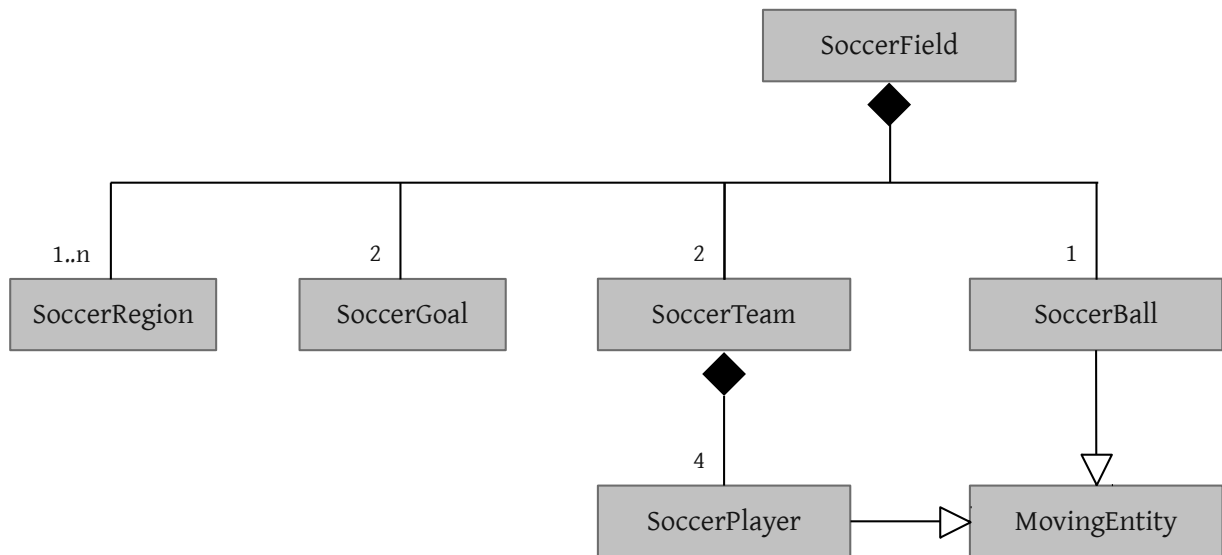 SoccerField
1..n
2
2
1
SoccerRegion
SoccerGoal
SoccerTeam
SoccerBall
4
SoccerPlayer
MovingEntity